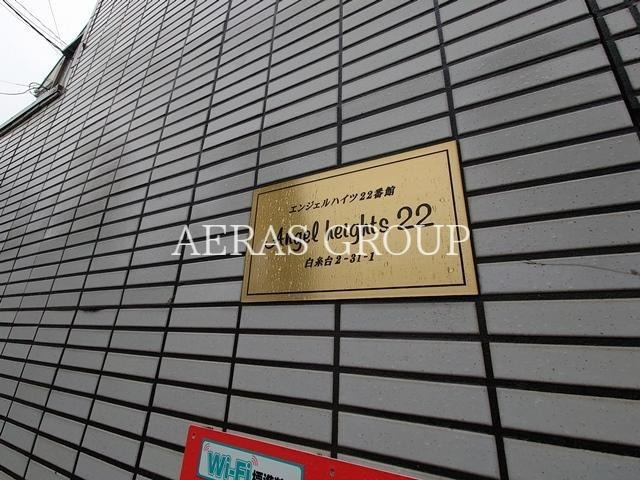 エンジェルハイツ22番館
Angel heights 22
AERAS GROUP
白糸台2-31-1
Wi-Fi